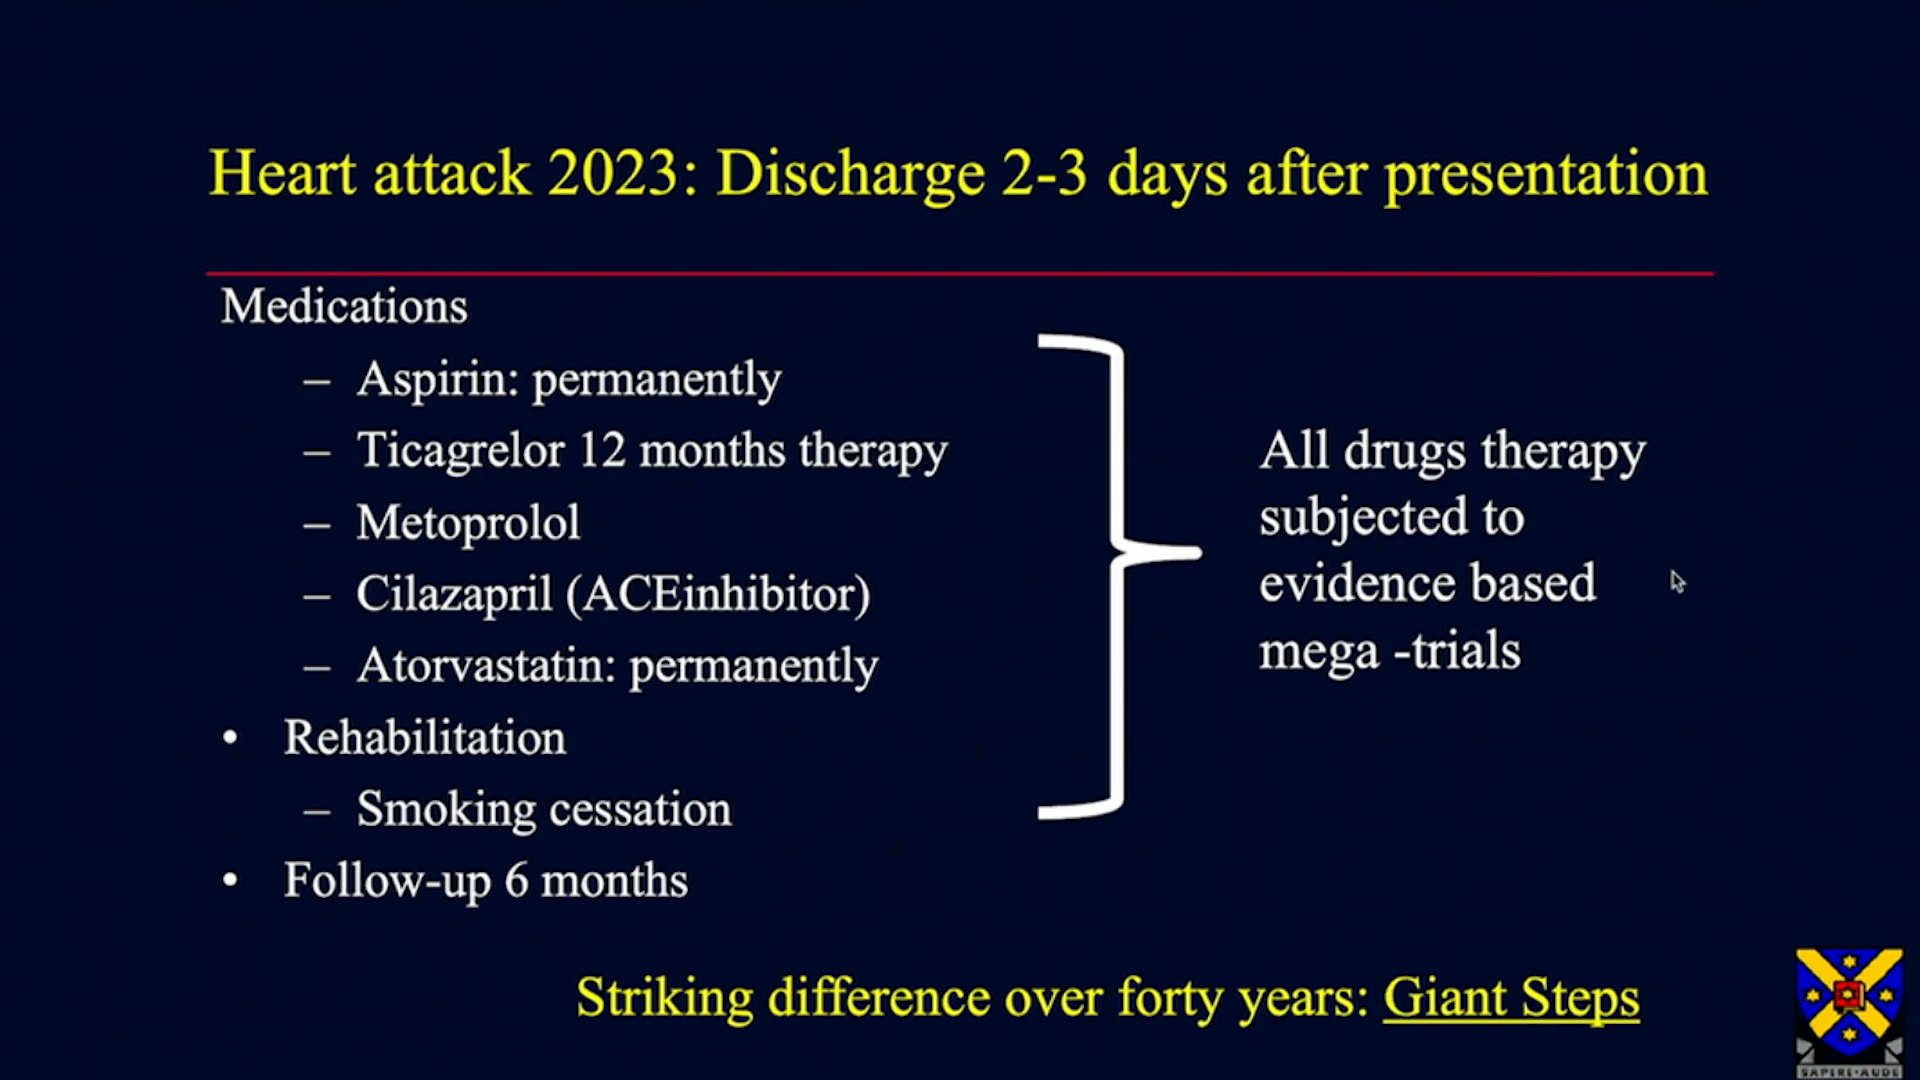 Heart attack 2023: Discharge 2-3 days after presentation
Medications
– Aspirin: permanently
– Ticagrelor 12 months therapy
– Metoprolol
– Cilazapril (ACEinhibitor)
– Atorvastatin: permanently
• Rehabilitation
– Smoking cessation
• Follow-up 6 months
All drugs therapy
subjected to
evidence based
mega -trials
Striking difference over forty years: Giant Steps
SAPERE·AUDE